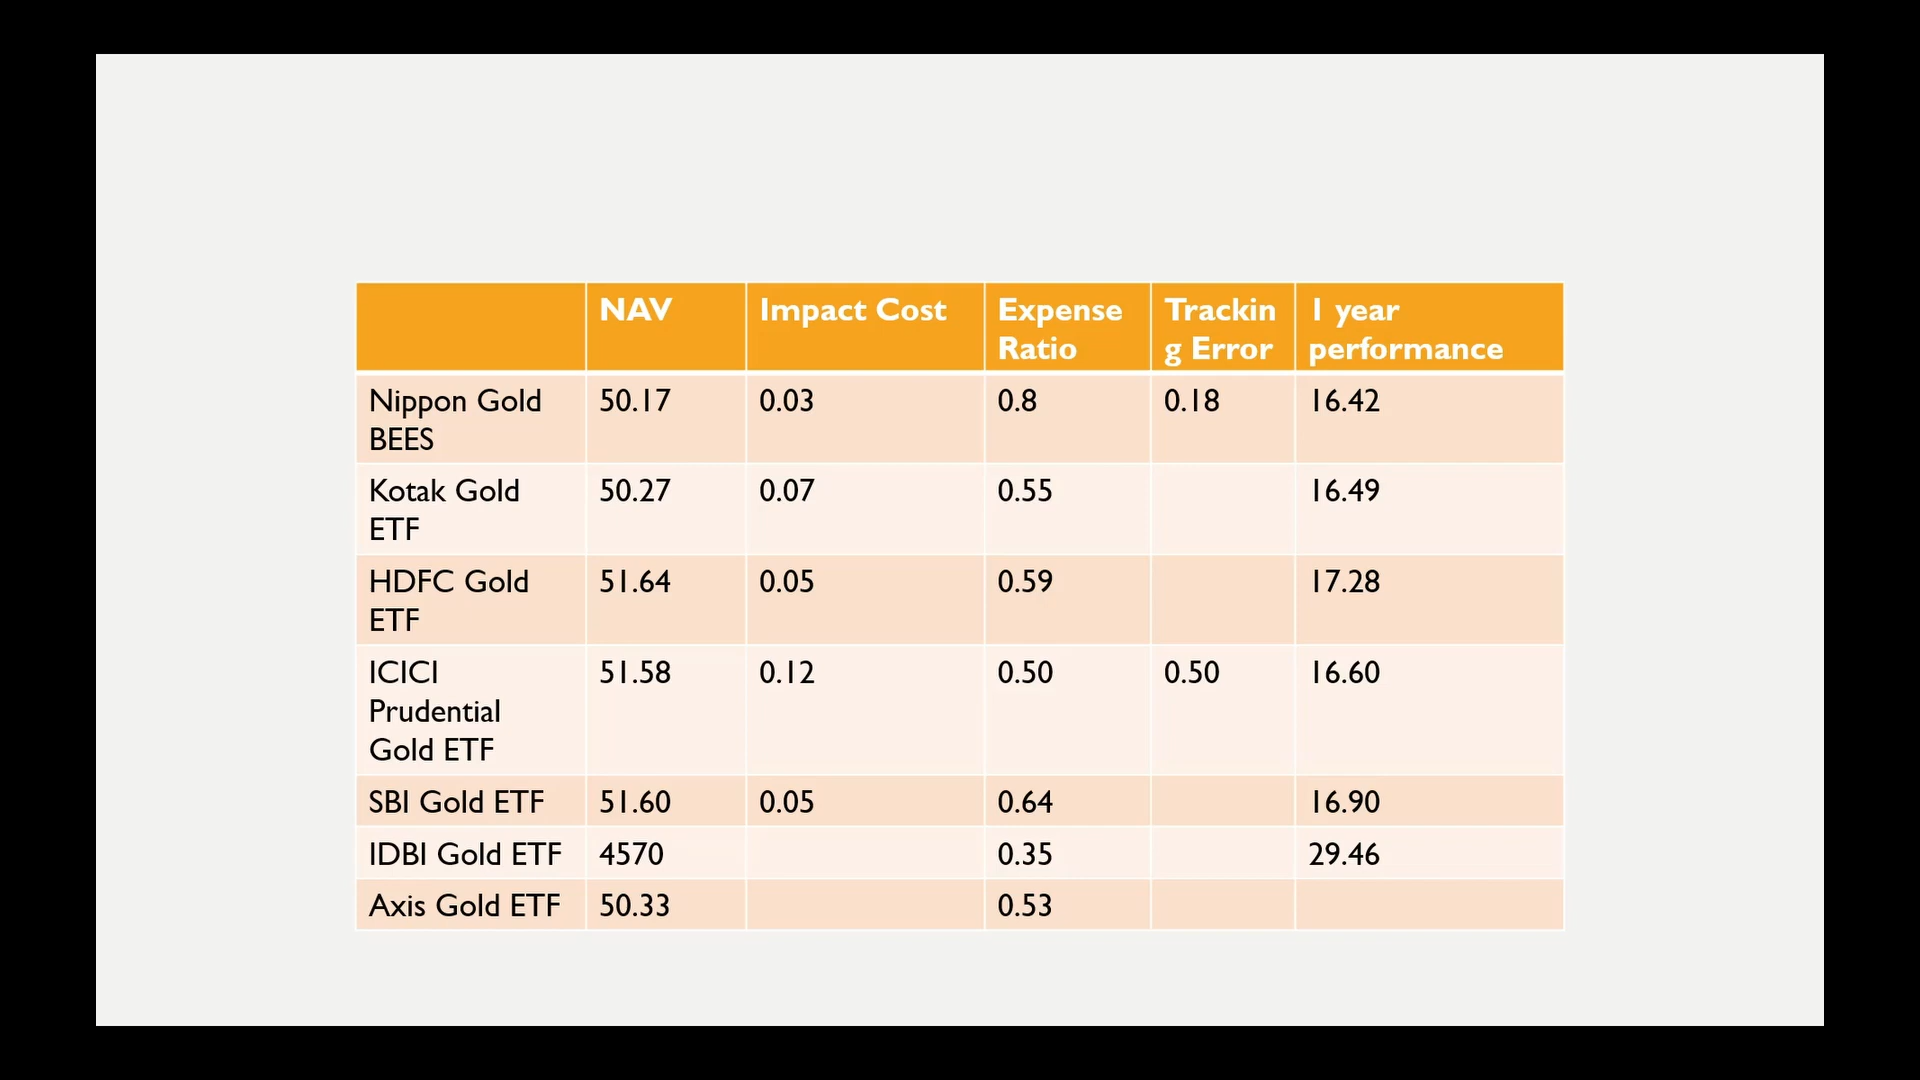 NAV Impact Cost Expense Ratio Trackin g Error 1 year performance
Nippon Gold BEES 50.17 0.03 0.8 0.18 16.42
Kotak Gold ETF 50.27 0.07 0.55 16.49
HDFC Gold ETF 51.64 0.05 0.59 17.28
ICICI Prudential Gold ETF 51.58 0.12 0.50 0.50 16.60
SBI Gold ETF 51.60 0.05 0.64 16.90
IDBI Gold ETF 4570 0.35 29.46
Axis Gold ETF 50.33 0.53